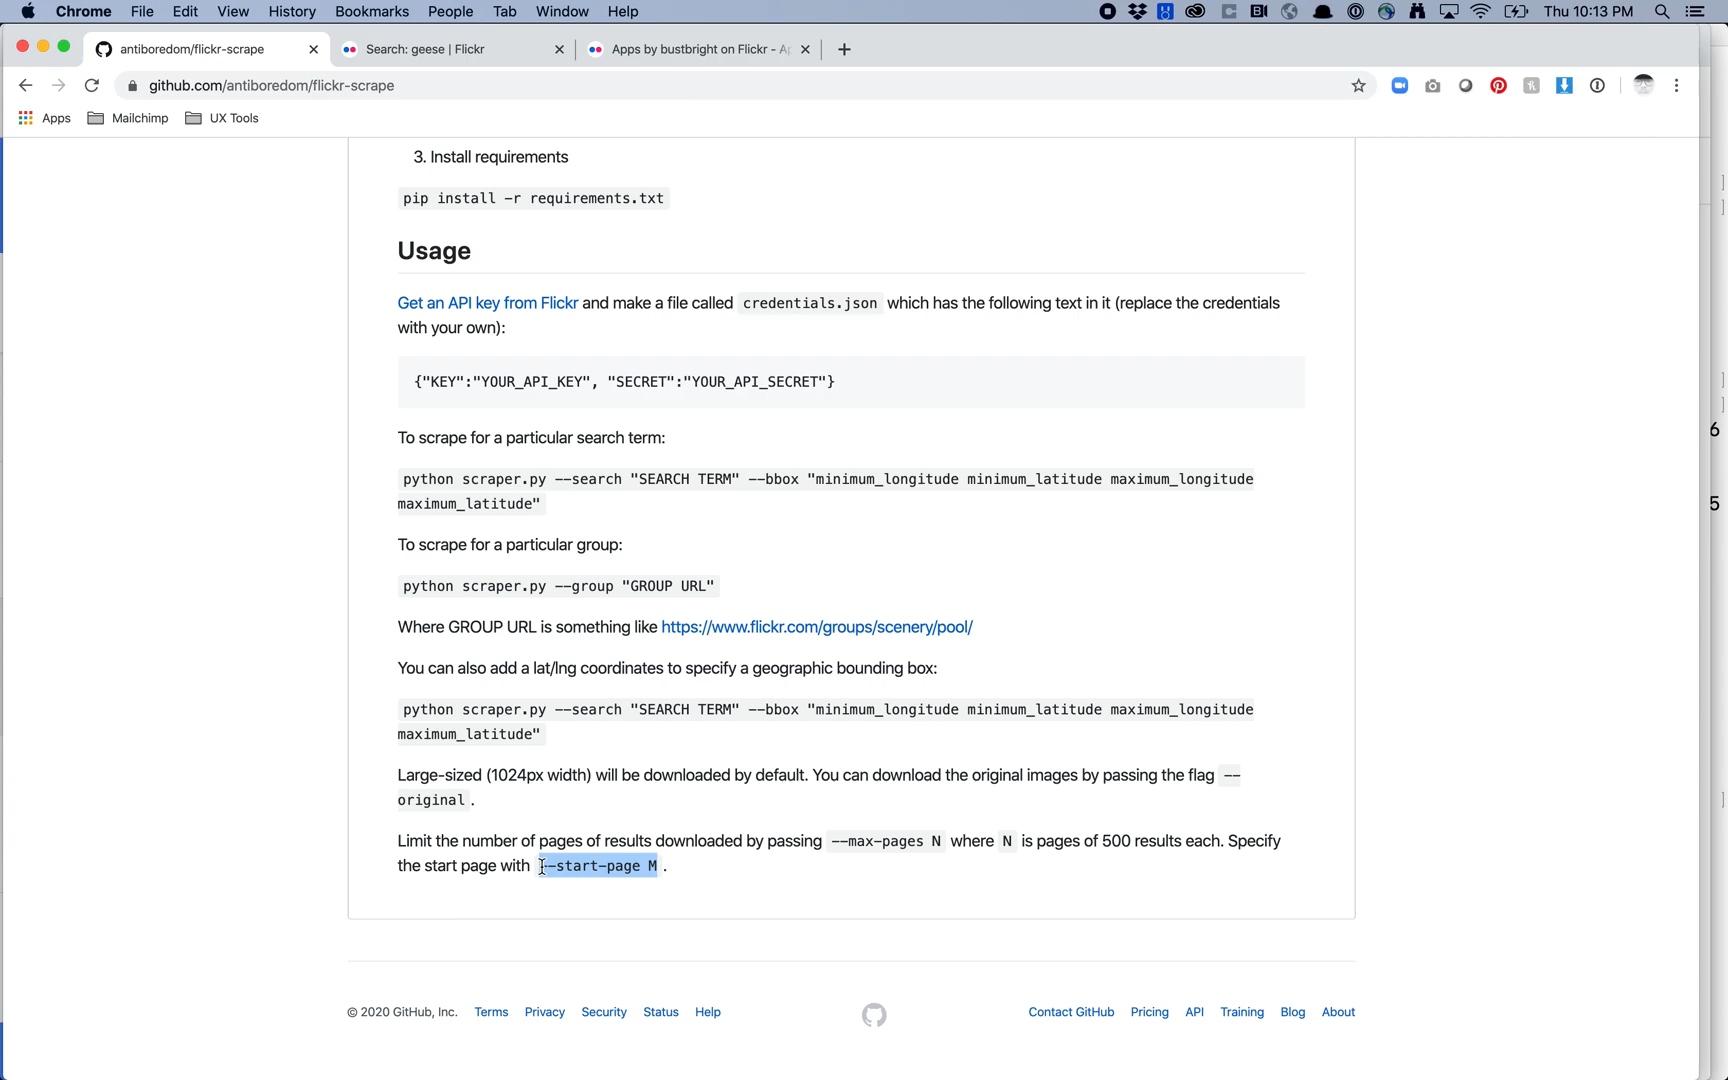 Chrome File Edit View History Bookmarks People Tab Window Help Thu 10:13 PM
antiboredom/flickr-scrape Search: geese | Flickr Apps by bustbright on Flickr -
github.com/antiboredom/flickr-scrape
Apps Mailchimp UX Tools
3. Install requirements
pip install -r requirements.txt
Usage
Get an API key from Flickr and make a file called credentials.json which has the following text in it (replace the credentials
with your own):
{"KEY":"YOUR_API_KEY", "SECRET":"YOUR_API_SECRET"}
To scrape for a particular search term:
python scraper.py --search "SEARCH TERM" --bbox "minimum_longitude minimum_latitude maximum_longitude
maximum_latitude"
To scrape for a particular group:
python scraper.py --group "GROUP URL"
Where GROUP URL is something like https://www.flickr.com/groups/scenery/pool/
You can also add a lat/lng coordinates to specify a geographic bounding box:
python scraper.py --search "SEARCH TERM" --bbox "minimum_longitude minimum_latitude maximum_longitude
maximum_latitude"
Large-sized (1024px width) will be downloaded by default. You can download the original images by passing the flag --
original.
Limit the number of pages of results downloaded by passing --max-pages N where N is pages of 500 results each. Specify
the start page with --start-page M.
© 2020 GitHub, Inc. Terms Privacy Security Status Help Contact GitHub Pricing API Training Blog About